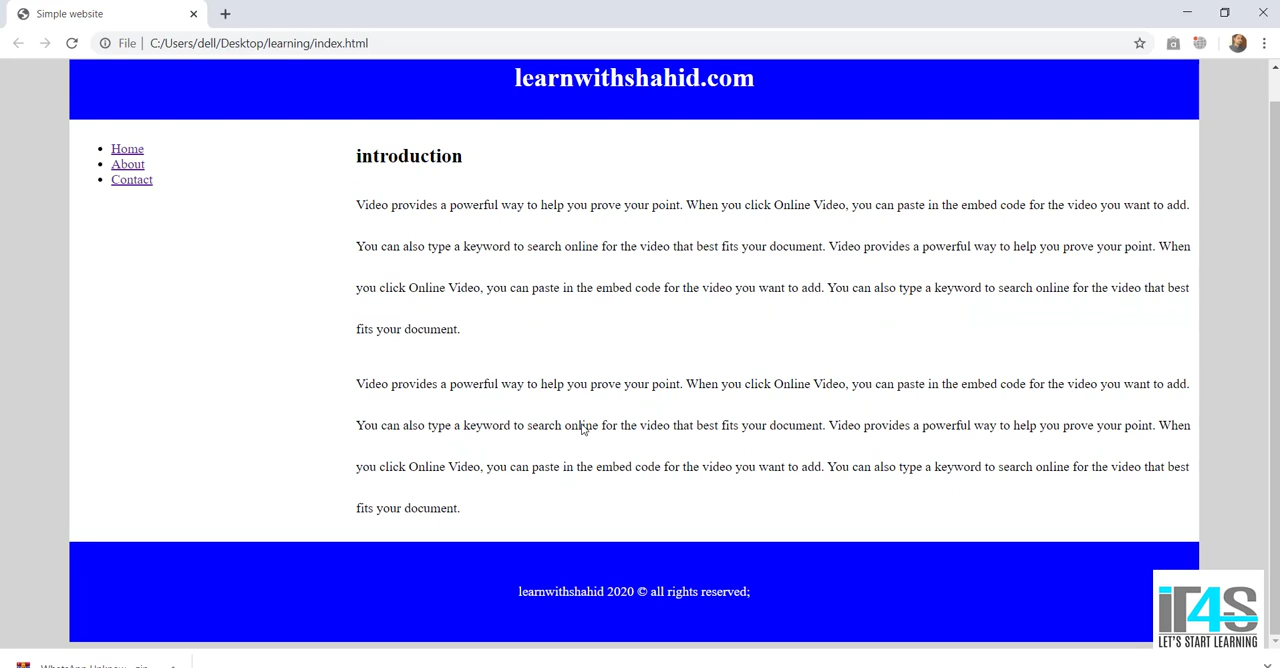 Simple website
File | C:/Users/dell/Desktop/learning/index.html
learnwithshahid.com
Home
About
Contact
introduction
Video provides a powerful way to help you prove your point. When you click Online Video, you can paste in the embed code for the video you want to add.
You can also type a keyword to search online for the video that best fits your document. Video provides a powerful way to help you prove your point. When
you click Online Video, you can paste in the embed code for the video you want to add. You can also type a keyword to search online for the video that best
fits your document.
Video provides a powerful way to help you prove your point. When you click Online Video, you can paste in the embed code for the video you want to add.
You can also type a keyword to search online for the video that best fits your document. Video provides a powerful way to help you prove your point. When
you click Online Video, you can paste in the embed code for the video you want to add. You can also type a keyword to search online for the video that best
fits your document.
learnwithshahid 2020 © all rights reserved;
iT4S
LET'S START LEARNING